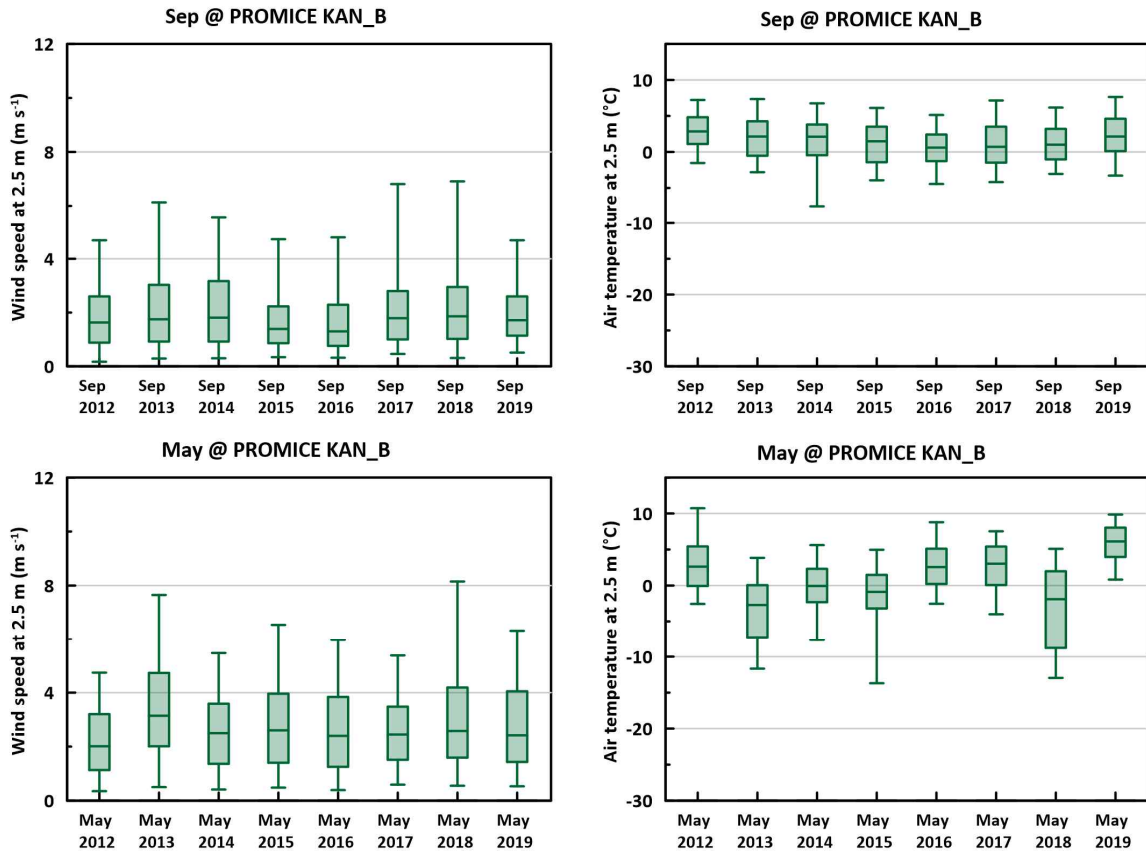 Sep @ PROMICE KAN_B
Wind speed at 2.5 m (m s⁻¹)
12
8
4
0
Sep 2012
Sep 2013
Sep 2014
Sep 2015
Sep 2016
Sep 2017
Sep 2018
Sep 2019
Sep @ PROMICE KAN_B
Air temperature at 2.5 m (°C)
10
0
-10
-20
-30
Sep 2012
Sep 2013
Sep 2014
Sep 2015
Sep 2016
Sep 2017
Sep 2018
Sep 2019
May @ PROMICE KAN_B
Wind speed at 2.5 m (m s⁻¹)
12
8
4
0
May 2012
May 2013
May 2014
May 2015
May 2016
May 2017
May 2018
May 2019
May @ PROMICE KAN_B
Air temperature at 2.5 m (°C)
10
0
-10
-20
-30
May 2012
May 2013
May 2014
May 2015
May 2016
May 2017
May 2018
May 2019